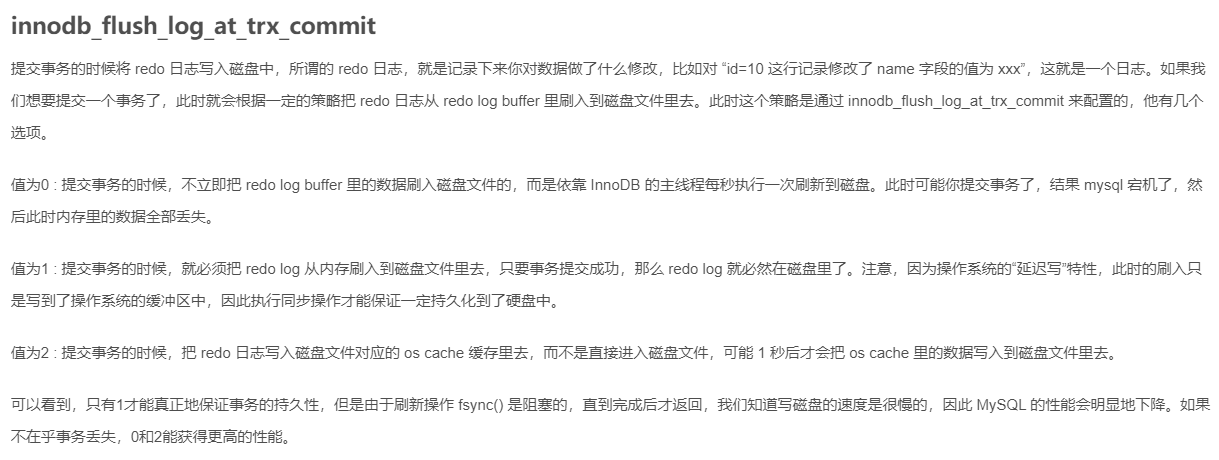 innodb_flush_log_at_trx_commit
提交事务的时候将 redo 日志写入磁盘中，所谓的 redo 日志，就是记录下来你对数据做了什么修改，比如对 “id=10 这行记录修改了 name 字段的值为 xxx”，这就是一个日志。如果我
们想要提交一个事务了，此时就会根据一定的策略把 redo 日志从 redo log buffer 里刷入到磁盘文件里去。此时这个策略是通过 innodb_flush_log_at_trx_commit 来配置的，他有几个
选项。
值为0 : 提交事务的时候，不立即把 redo log buffer 里的数据刷入磁盘文件的，而是依靠 InnoDB 的主线程每秒执行一次刷新到磁盘。此时可能你提交事务了，结果 mysql 宕机了，然
后此时内存里的数据全部丢失。
值为1 : 提交事务的时候，就必须把 redo log 从内存刷入到磁盘文件里去，只要事务提交成功，那么 redo log 就必然在磁盘里了。注意，因为操作系统的“延迟写”特性，此时的刷入只
是写到了操作系统的缓冲区中，因此执行同步操作才能保证一定持久化到了硬盘中。
值为2 : 提交事务的时候，把 redo 日志写入磁盘文件对应的 os cache 缓存里去，而不是直接进入磁盘文件，可能 1 秒后才会把 os cache 里的数据写入到磁盘文件里去。
可以看到，只有1才能真正地保证事务的持久性，但是由于刷新操作 fsync() 是阻塞的，直到完成后才返回，我们知道写磁盘的速度是很慢的，因此 MySQL 的性能会明显地下降。如果
不在乎事务丢失，0和2能获得更高的性能。